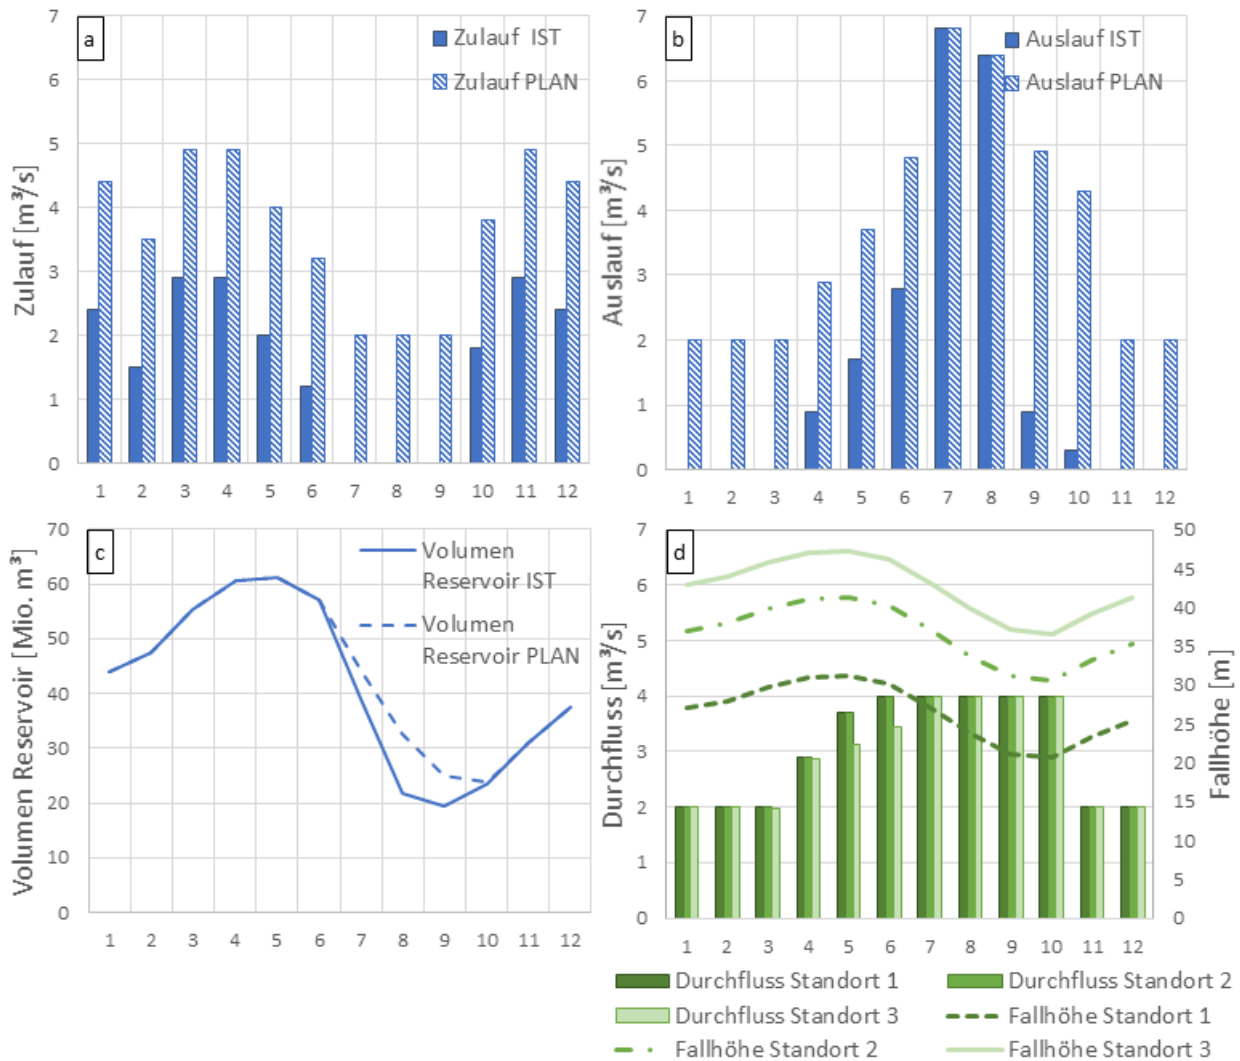 a
Zulauf IST
Zulauf PLAN
Zulauf [m³/s]
7
6
5
4
3
2
1
0
1 2 3 4 5 6 7 8 9 10 11 12
b
Auslauf IST
Auslauf PLAN
Auslauf [m³/s]
7
6
5
4
3
2
1
0
1 2 3 4 5 6 7 8 9 10 11 12
c
Volumen
Reservoir IST
Volumen
Reservoir PLAN
Volumen Reservoir [Mio. m³]
70
60
50
40
30
20
10
0
1 2 3 4 5 6 7 8 9 10 11 12
d
Durchfluss [m³/s]
7
6
5
4
3
2
1
0
Fallhöhe [m]
50
45
40
35
30
25
20
15
10
5
0
1 2 3 4 5 6 7 8 9 10 11 12
Durchfluss Standort 1
Durchfluss Standort 2
Durchfluss Standort 3
Fallhöhe Standort 1
Fallhöhe Standort 2
Fallhöhe Standort 3